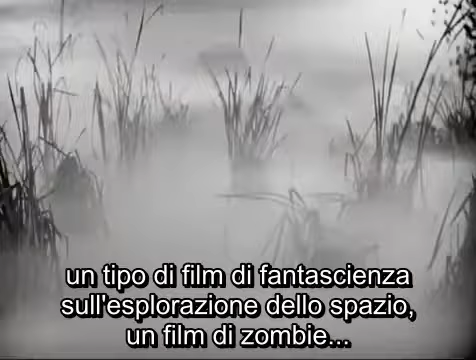 un tipo di film di fantascienza
sull'esplorazione dello spazio,
un film di zombie...